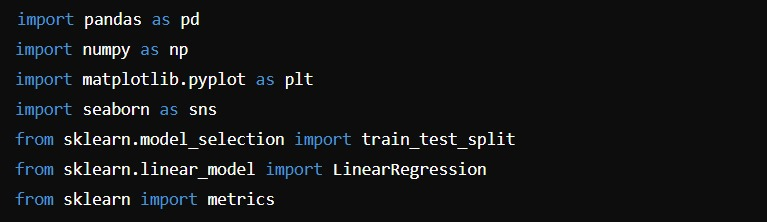 import pandas as pd
import numpy as np
import matplotlib.pyplot as plt
import seaborn as sns
from sklearn.model_selection import train_test_split
from sklearn.linear_model import LinearRegression
from sklearn import metrics